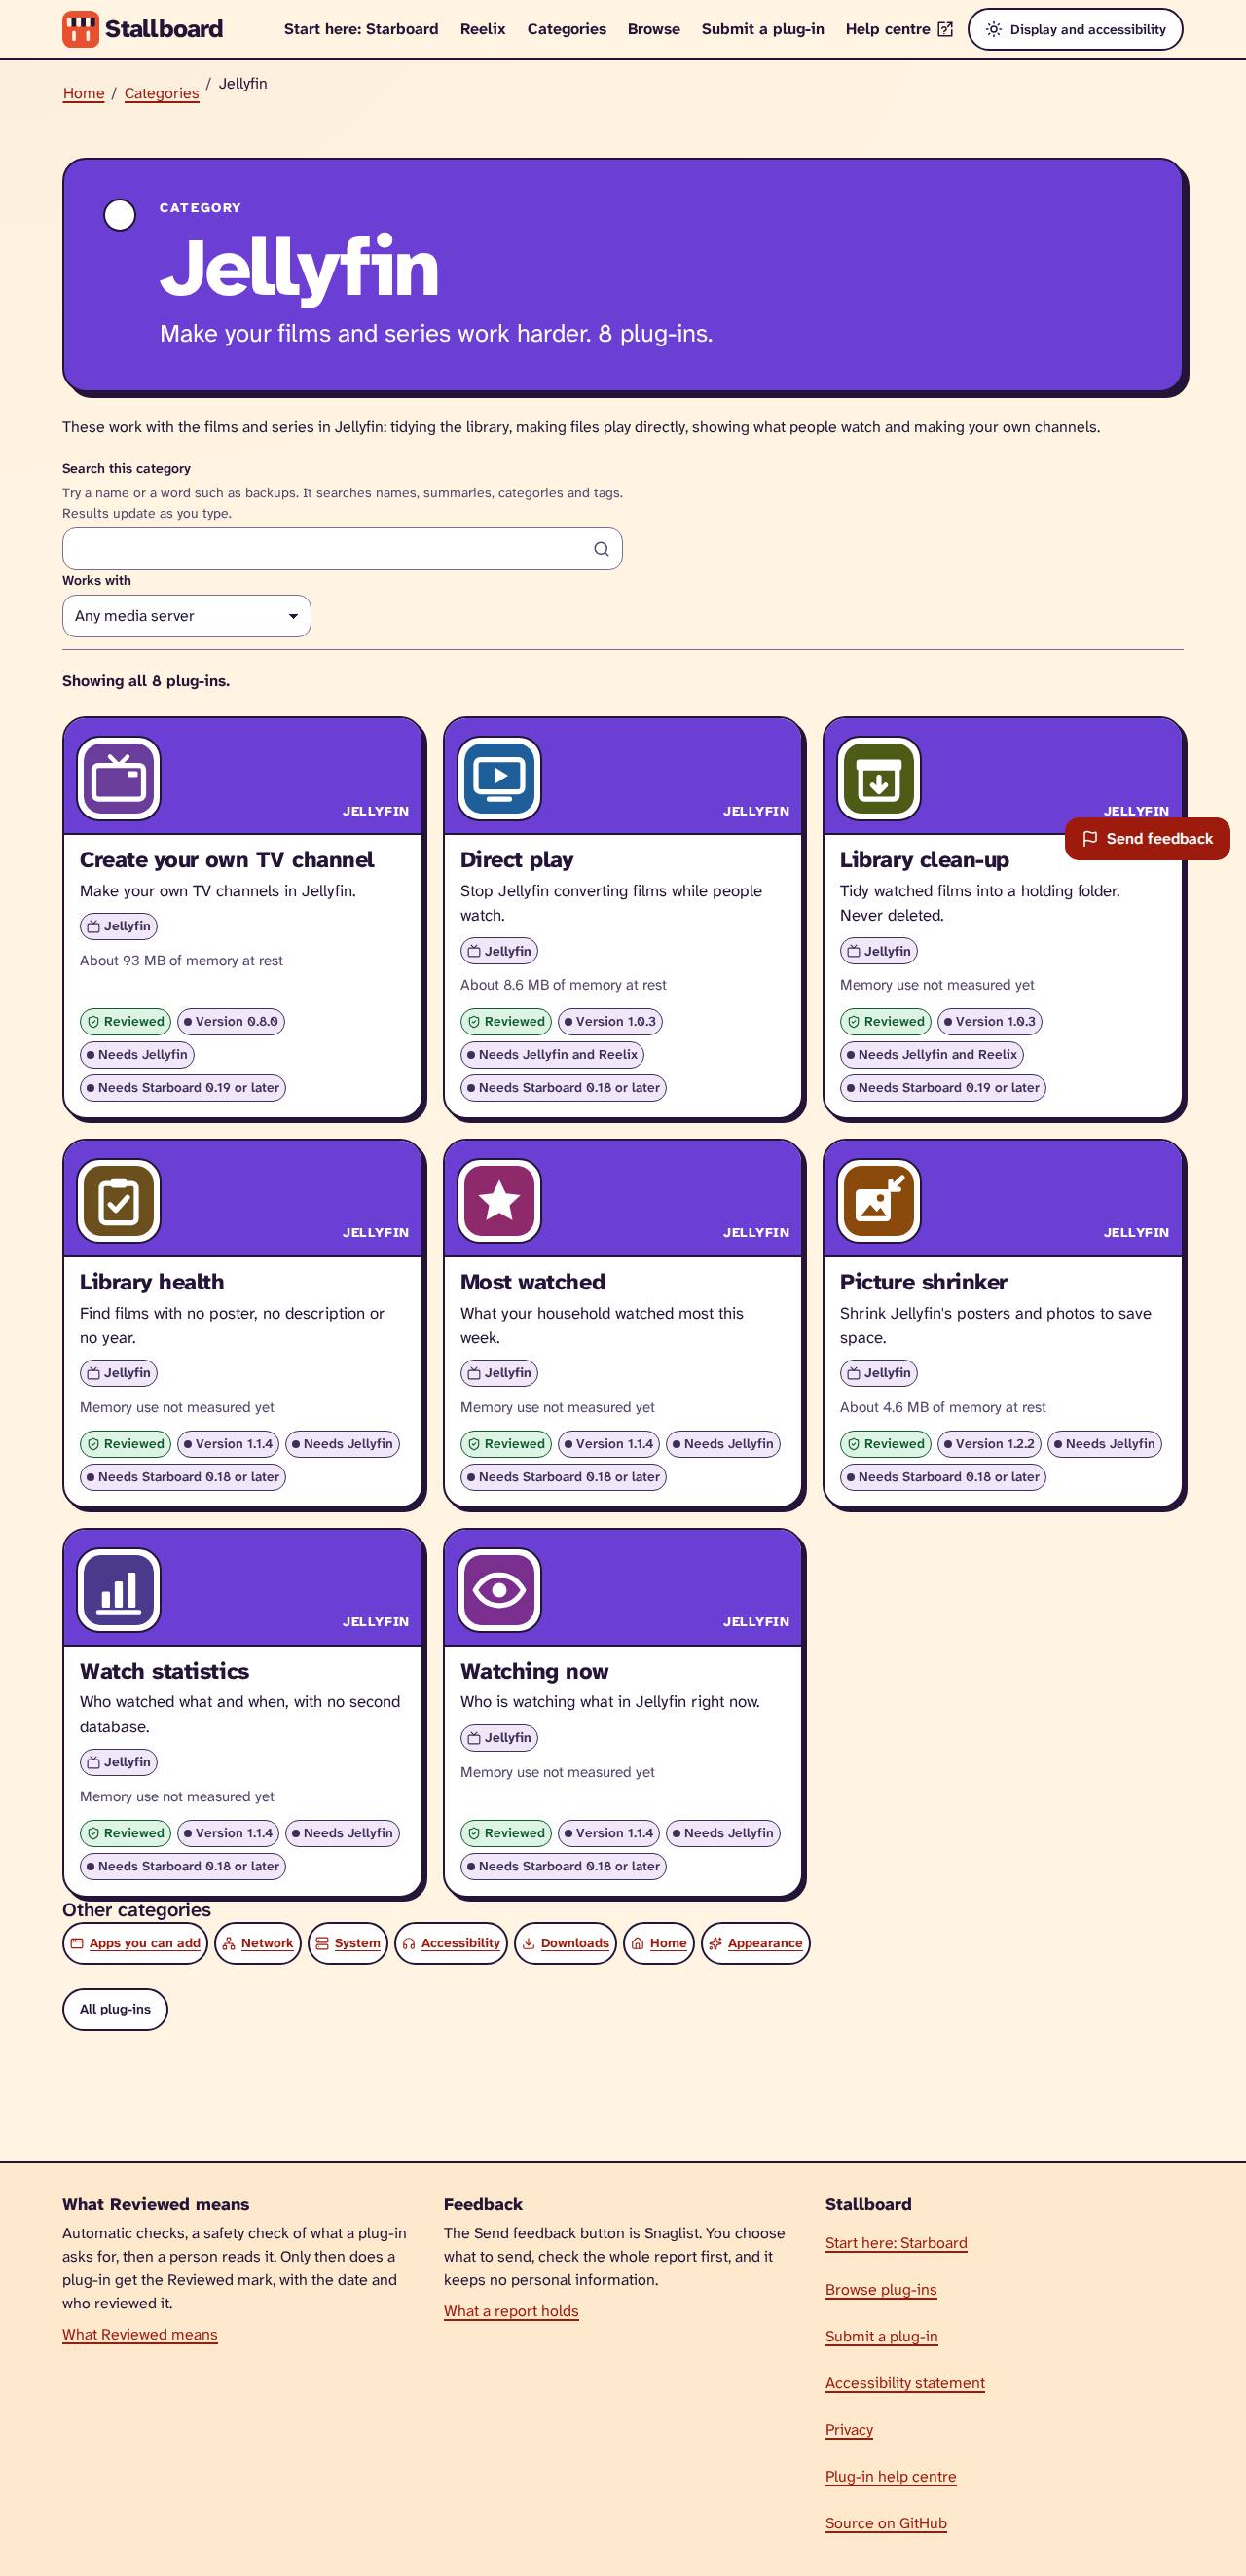 Stallboard
Start here: Starboard
Reelix
Categories
Browse
Submit a plug-in
Help centre
Display and accessibility
Home / Categories / Jellyfin
CATEGORY
Jellyfin
Make your films and series work harder. 8 plug-ins.
These work with the films and series in Jellyfin: tidying the library, making files play directly, showing what people watch and making your own channels.
Search this category
Try a name or a word such as backups. It searches names, summaries, categories and tags.
Results update as you type.
Works with
Any media server
Showing all 8 plug-ins.
JELLYFIN
Create your own TV channel
Make your own TV channels in Jellyfin.
Jellyfin
About 93 MB of memory at rest
Reviewed
Version 0.8.0
Needs Jellyfin
Needs Starboard 0.19 or later
JELLYFIN
Direct play
Stop Jellyfin converting films while people
watch.
Jellyfin
About 8.6 MB of memory at rest
Reviewed
Version 1.0.3
Needs Jellyfin and Reelix
Needs Starboard 0.18 or later
JELLYFIN
Send feedback
Library clean-up
Tidy watched films into a holding folder.
Never deleted.
Jellyfin
Memory use not measured yet
Reviewed
Version 1.0.3
Needs Jellyfin and Reelix
Needs Starboard 0.19 or later
JELLYFIN
Library health
Find films with no poster, no description or
no year.
Jellyfin
Memory use not measured yet
Reviewed
Version 1.1.4
Needs Jellyfin
Needs Starboard 0.18 or later
JELLYFIN
Most watched
What your household watched most this
week.
Jellyfin
Memory use not measured yet
Reviewed
Version 1.1.4
Needs Jellyfin
Needs Starboard 0.18 or later
JELLYFIN
Picture shrinker
Shrink Jellyfin's posters and photos to save
space.
Jellyfin
About 4.6 MB of memory at rest
Reviewed
Version 1.2.2
Needs Jellyfin
Needs Starboard 0.18 or later
JELLYFIN
Watch statistics
Who watched what and when, with no second
database.
Jellyfin
Memory use not measured yet
Reviewed
Version 1.1.4
Needs Jellyfin
Needs Starboard 0.18 or later
JELLYFIN
Watching now
Who is watching what in Jellyfin right now.
Jellyfin
Memory use not measured yet
Reviewed
Version 1.1.4
Needs Jellyfin
Needs Starboard 0.18 or later
Other categories
Apps you can add
Network
System
Accessibility
Downloads
Home
Appearance
All plug-ins
What Reviewed means
Automatic checks, a safety check of what a plug-in
asks for, then a person reads it. Only then does a
plug-in get the Reviewed mark, with the date and
who reviewed it.
What Reviewed means
Feedback
The Send feedback button is Snaglist. You choose
what to send, check the whole report first, and it
keeps no personal information.
What a report holds
Stallboard
Start here: Starboard
Browse plug-ins
Submit a plug-in
Accessibility statement
Privacy
Plug-in help centre
Source on GitHub